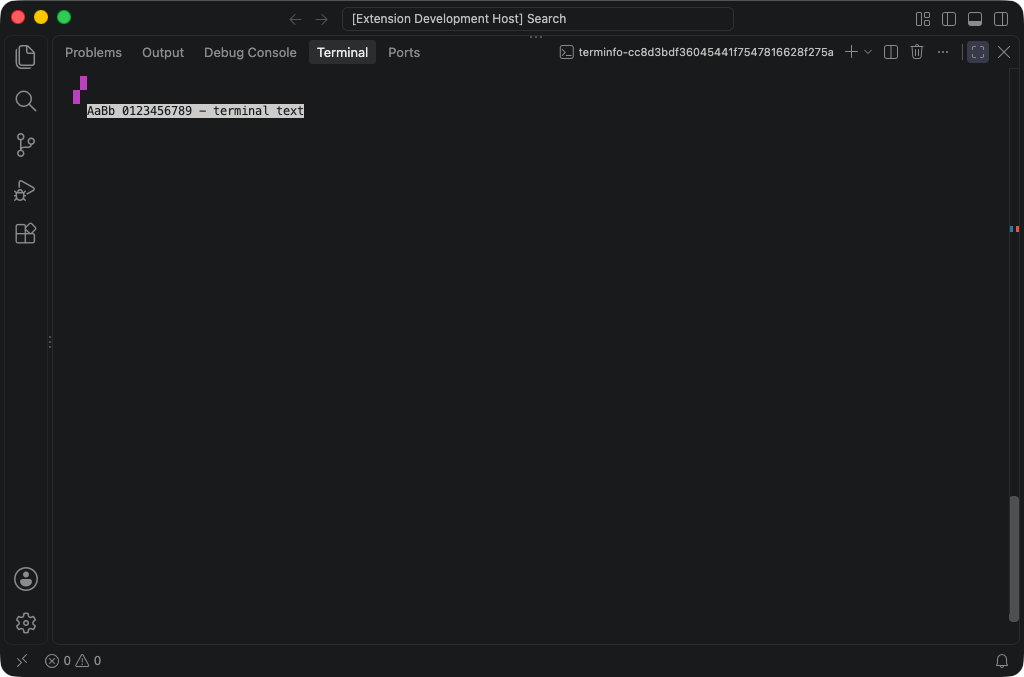 [Extension Development Host] Search
Problems Output Debug Console Terminal Ports
terminfo-cc8d3bdf36045441f7547816628f275a
AaBb 0123456789 – terminal text
0 0